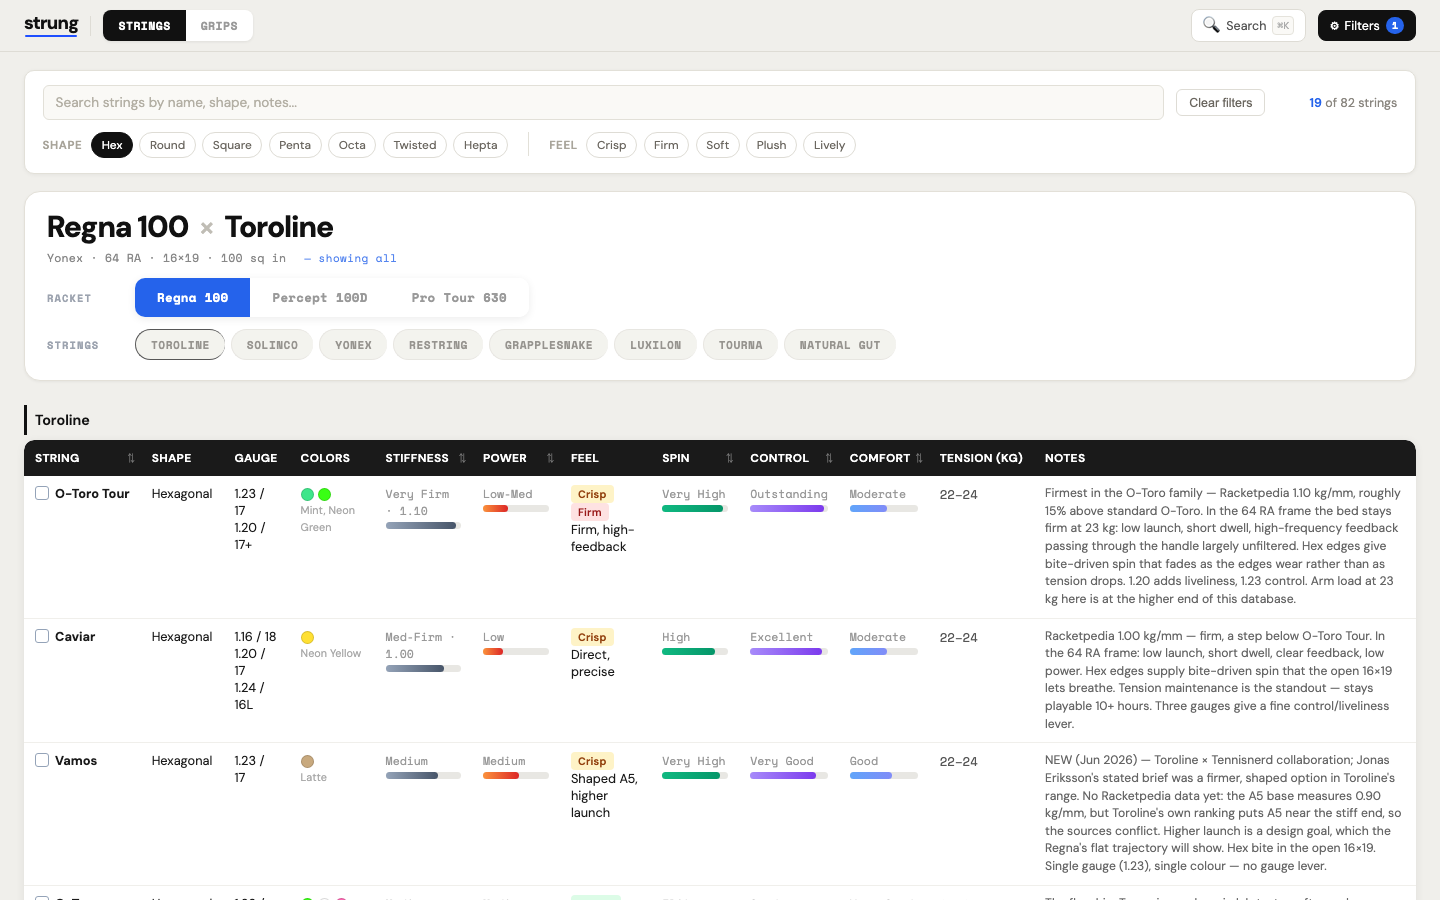 strung
STRINGS GRIPS
Search ⌘K
Filters 1
Search strings by name, shape, notes...
Clear filters
19 of 82 strings
SHAPE Hex Round Square Penta Octa Twisted Hepta
FEEL Crisp Firm Soft Plush Lively
Regna 100 × Toroline
Yonex · 64 RA · 16×19 · 100 sq in — showing all
RACKET Regna 100 Percept 100D Pro Tour 630
STRINGS TOROLINE SOLINCO YONEX RESTRING GRAPPLESNAKE LUXILON TOURNA NATURAL GUT
Toroline
STRING SHAPE GAUGE COLORS STIFFNESS POWER FEEL SPIN CONTROL COMFORT TENSION (KG) NOTES
O-Toro Tour
Hexagonal
1.23 /
17
1.20 /
17+
Mint, Neon
Green
Very Firm
· 1.10
Low-Med
Crisp
Firm
Firm, high-
feedback
Very High
Outstanding
Moderate
22–24
Firmest in the O-Toro family — Racketpedia 1.10 kg/mm, roughly
15% above standard O-Toro. In the 64 RA frame the bed stays
firm at 23 kg: low launch, short dwell, high-frequency feedback
passing through the handle largely unfiltered. Hex edges give
bite-driven spin that fades as the edges wear rather than as
tension drops. 1.20 adds liveliness, 1.23 control. Arm load at 23
kg here is at the higher end of this database.
Caviar
Hexagonal
1.16 / 18
1.20 /
17
1.24 /
16L
Neon Yellow
Med-Firm ·
1.00
Low
Crisp
Direct,
precise
High
Excellent
Moderate
22–24
Racketpedia 1.00 kg/mm — firm, a step below O-Toro Tour. In
the 64 RA frame: low launch, short dwell, clear feedback, low
power. Hex edges supply bite-driven spin that the open 16×19
lets breathe. Tension maintenance is the standout — stays
playable 10+ hours. Three gauges give a fine control/liveliness
lever.
Vamos
Hexagonal
1.23 /
17
Latte
Medium
Medium
Crisp
Shaped A5,
higher
launch
Very High
Very Good
Good
22–24
NEW (Jun 2026) — Toroline × Tennisnerd collaboration; Jonas
Eriksson's stated brief was a firmer, shaped option in Toroline's
range. No Racketpedia data yet: the A5 base measures 0.90
kg/mm, but Toroline's own ranking puts A5 near the stiff end, so
the sources conflict. Higher launch is a design goal, which the
Regna's flat trajectory will show. Hex bite in the open 16×19.
Single gauge (1.23), single colour — no gauge lever.